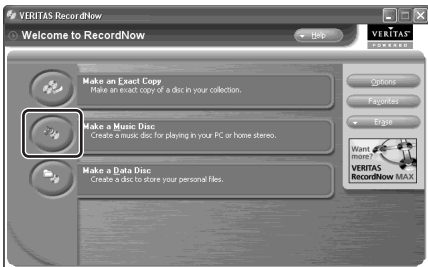 VERITAS RecordNow
Welcome to RecordNow
Help
VERITAS
POWERED
Make an Exact Copy
Make an exact copy of a disc in your collection.
Make a Music Disc
Create a music disc for playing in your PC or home stereo.
Make a Data Disc
Create a disc to store your personal files.
Options
Favorites
Erase
Want
more?
VERITAS
RecordNow MAX